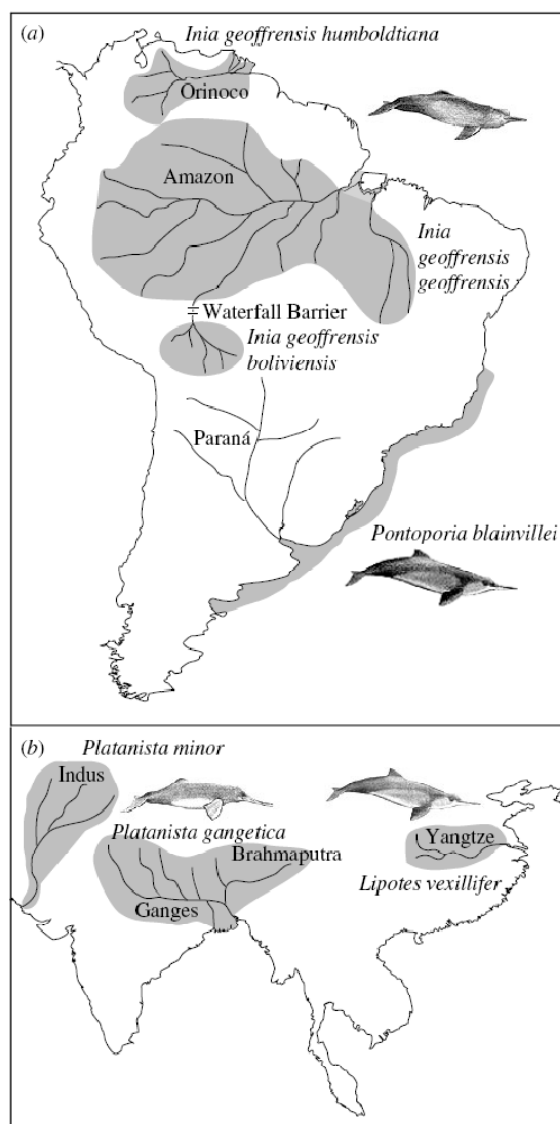 (a)
Inia geoffrensis humboldtiana
Orinoco
Amazon
Inia
geoffrensis
geoffrensis
Waterfall Barrier
Inia geoffrensis
boliviensis
Paraná
Pontoporia blainvillei
(b)
Platanista minor
Indus
Platanista gangetica
Brahmaputra
Ganges
Yangtze
Lipotes vexillifer